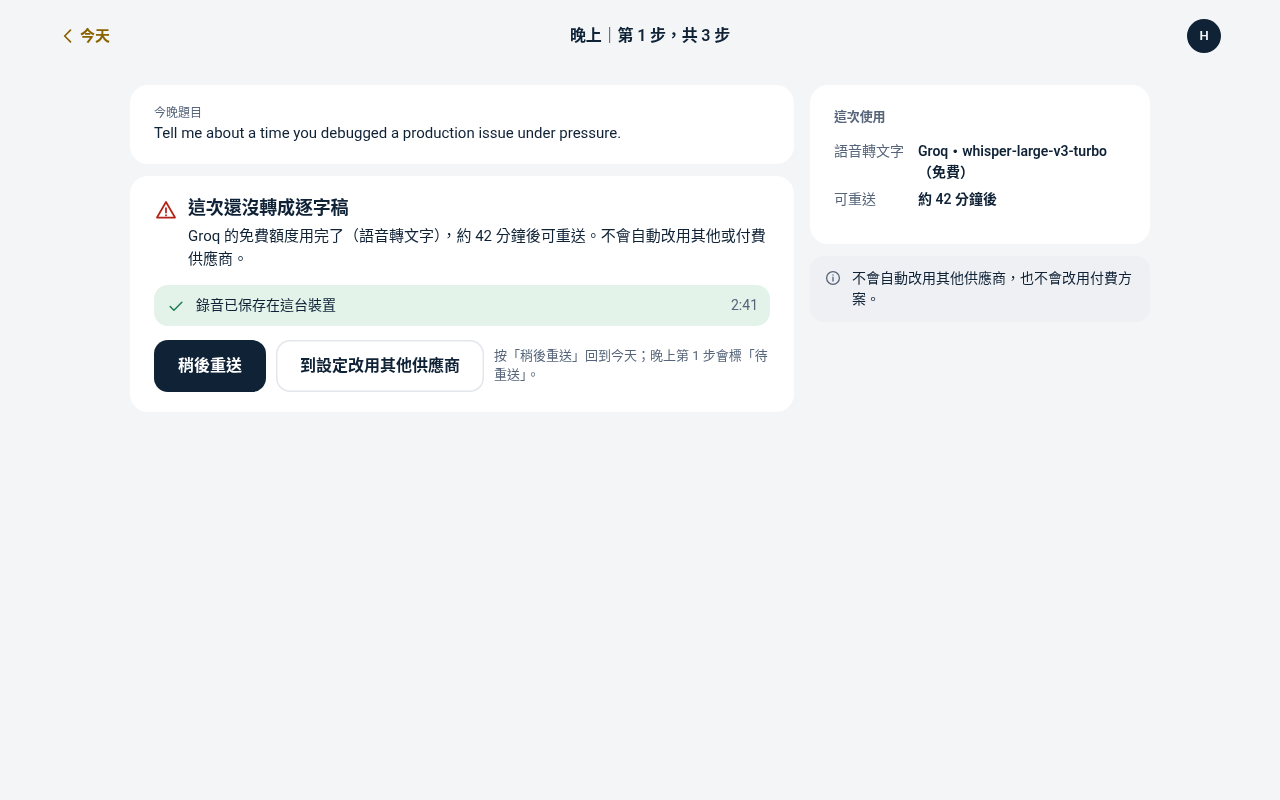 今天
晚上｜第 1 步，共 3 步
H
今晚題目
Tell me about a time you debugged a production issue under pressure.
這次還沒轉成逐字稿
Groq 的免費額度用完了（語音轉文字），約 42 分鐘後可重送。不會自動改用其他或付費
供應商。
錄音已保存在這台裝置
2:41
稍後重送
到設定改用其他供應商
按「稍後重送」回到今天；晚上第 1 步會標「待
重送」。
這次使用
語音轉文字
Groq・whisper-large-v3-turbo
（免費）
可重送
約 42 分鐘後
不會自動改用其他供應商，也不會改用付費方
案。